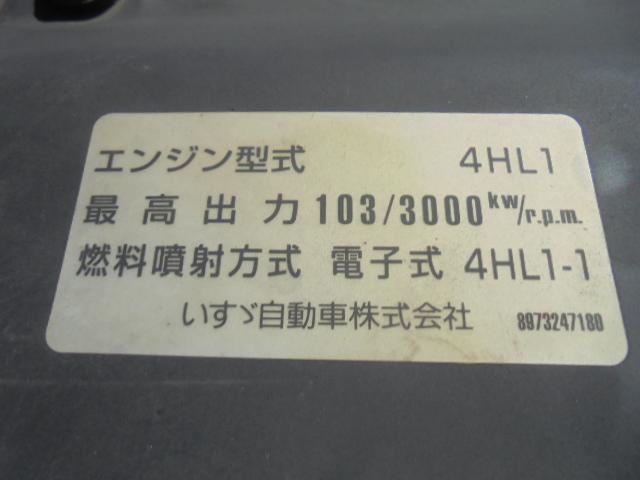 エンジン型式 4HL1
最高出力 103/3000kw/r.p.m.
燃料噴射方式 電子式 4HL1-1
いすゞ自動車株式会社 8973247180